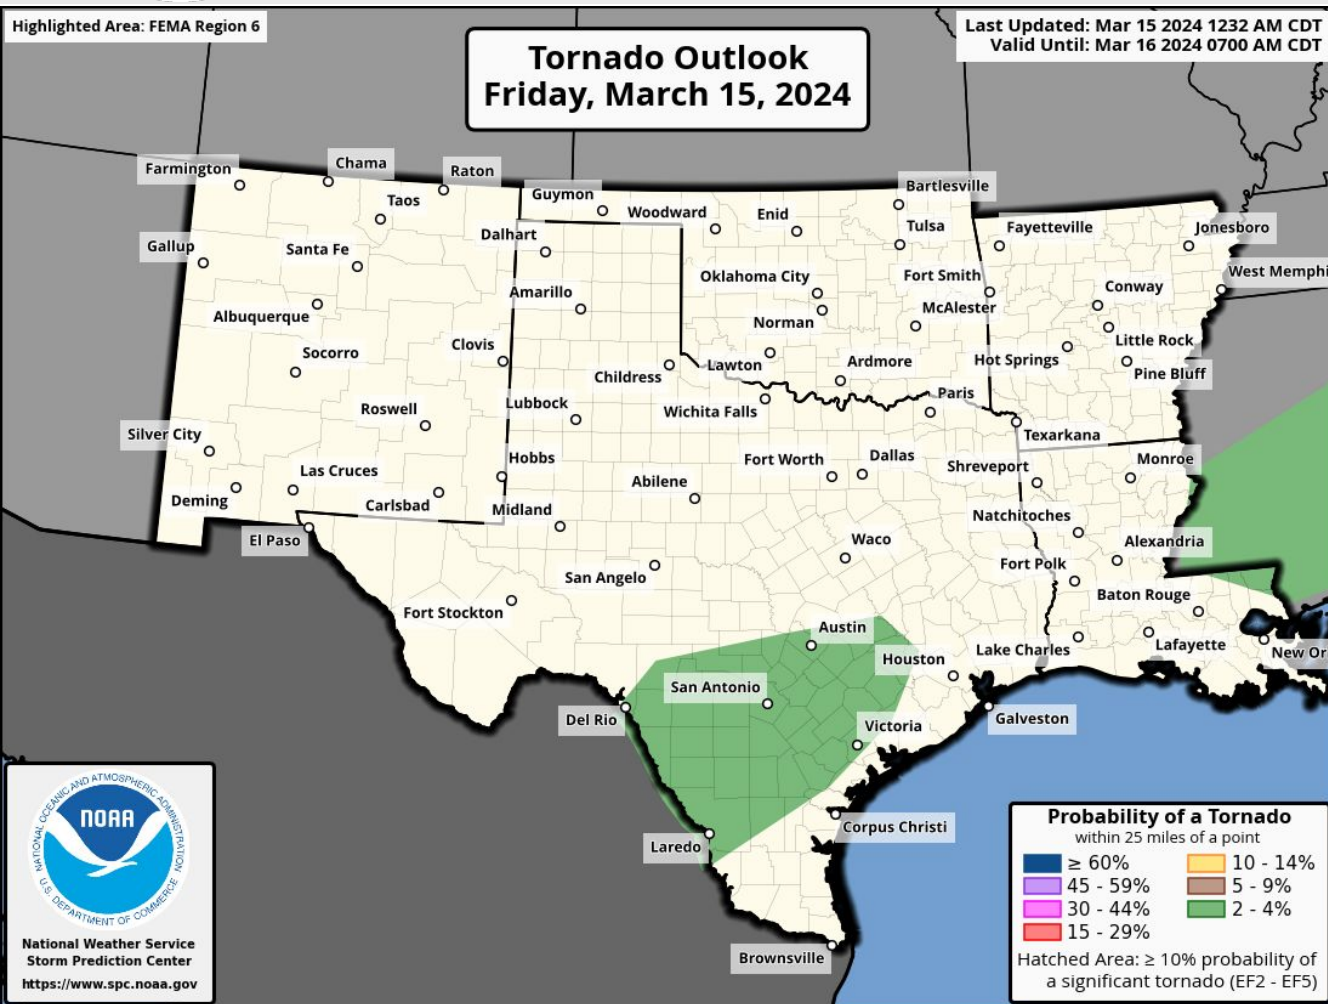 Highlighted Area: FEMA Region 6
Last Updated: Mar 15 2024 1232 AM CDT
Valid Until: Mar 16 2024 0700 AM CDT
Tornado Outlook
Friday, March 15, 2024
Farmington
Chama
Raton
Taos
Guymon
Woodward
Enid
Bartlesville
Tulsa
Fayetteville
Jonesboro
Gallup
Santa Fe
Dalhart
Oklahoma City
Fort Smith
West Memphi
Amarillo
Conway
Albuquerque
Norman
McAlester
Little Rock
Socorro
Clovis
Childress
Lawton
Ardmore
Hot Springs
Pine Bluff
Roswell
Lubbock
Wichita Falls
Paris
Silver City
Texarkana
Las Cruces
Hobbs
Abilene
Fort Worth
Dallas
Shreveport
Monroe
Deming
Carlsbad
Midland
Natchitoches
El Paso
Waco
Alexandria
San Angelo
Fort Polk
Fort Stockton
Baton Rouge
Austin
Houston
Lake Charles
Lafayette
New Or
San Antonio
Del Rio
Victoria
Galveston
Corpus Christi
Laredo
Brownsville
NATIONAL OCEANIC AND ATMOSPHERIC ADMINISTRATION
NOAA
U.S. DEPARTMENT OF COMMERCE
National Weather Service
Storm Prediction Center
https://www.spc.noaa.gov
Probability of a Tornado
within 25 miles of a point
≥ 60%
45 - 59%
30 - 44%
15 - 29%
10 - 14%
5 - 9%
2 - 4%
Hatched Area: ≥ 10% probability of
a significant tornado (EF2 - EF5)